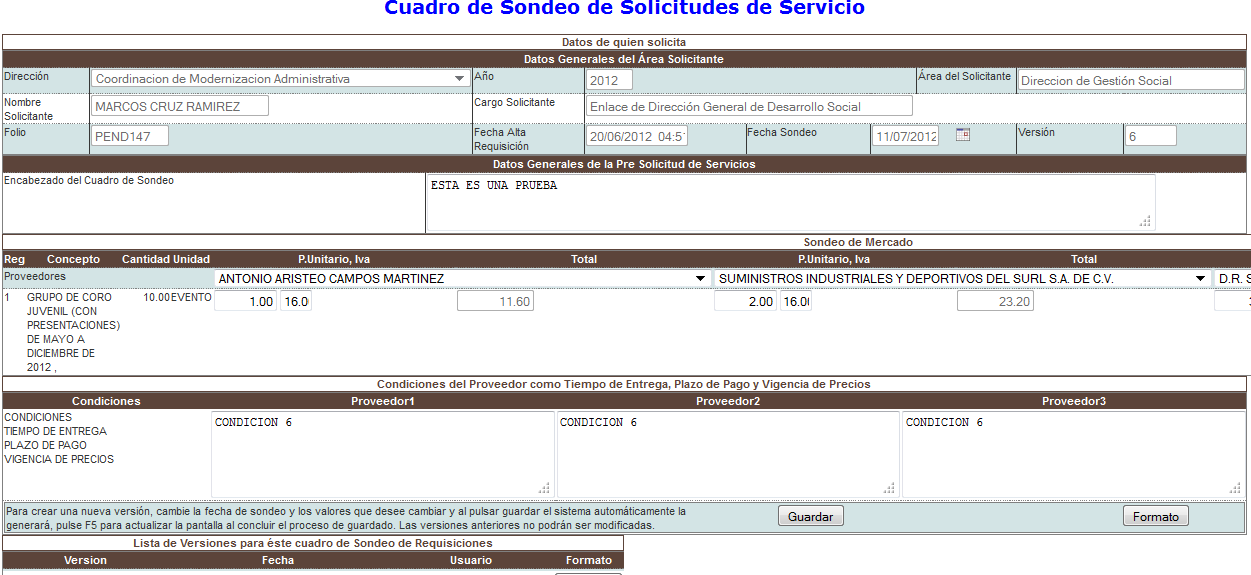 Cuadro de Sondeo de Solicitudes de Servicio
Datos de quien solicita
Datos Generales del Área Solicitante
Dirección Coordinacion de Modernizacion Administrativa Año 2012 Área del Solicitante Direccion de Gestión Social
Nombre Solicitante MARCOS CRUZ RAMIREZ Cargo Solicitante Enlace de Dirección General de Desarrollo Social
Folio PEND147 Fecha Alta Requisición 20/06/2012 04:5 Fecha Sondeo 11/07/2012 Versión 6
Datos Generales de la Pre Solicitud de Servicios
Encabezado del Cuadro de Sondeo ESTA ES UNA PRUEBA
Sondeo de Mercado
Reg Concepto Cantidad Unidad P.Unitario, Iva Total P.Unitario, Iva Total
Proveedores ANTONIO ARISTEO CAMPOS MARTINEZ SUMINISTROS INDUSTRIALES Y DEPORTIVOS DEL SURL S.A. DE C.V. D.R. S
1 GRUPO DE CORO 10.00 EVENTO 1.00 16.0 11.60 2.00 16.0 23.20
JUVENIL (CON
PRESENTACIONES)
DE MAYO A
DICIEMBRE DE
2012 ,
Condiciones del Proveedor como Tiempo de Entrega, Plazo de Pago y Vigencia de Precios
Condiciones Proveedor1 Proveedor2 Proveedor3
CONDICIONES CONDICION 6 CONDICION 6 CONDICION 6
TIEMPO DE ENTREGA
PLAZO DE PAGO
VIGENCIA DE PRECIOS
Para crear una nueva versión, cambie la fecha de sondeo y los valores que desee cambiar y al pulsar guardar el sistema automáticamente la
generará, pulse F5 para actualizar la pantalla al concluir el proceso de guardado. Las versiones anteriores no podrán ser modificadas.
Guardar Formato
Lista de Versiones para éste cuadro de Sondeo de Requisiciones
Version Fecha Usuario Formato